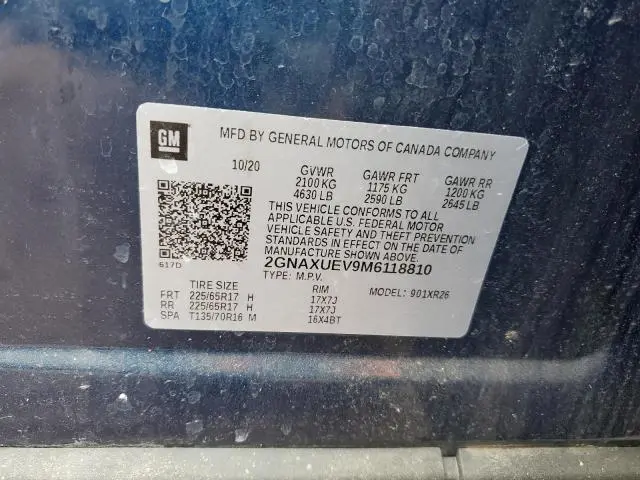 GM
MFD BY GENERAL MOTORS OF CANADA COMPANY
10/20 GVWR GAWR FRT GAWR RR
2100 KG 1175 KG 1200 KG
4630 LB 2590 LB 2645 LB
THIS VEHICLE CONFORMS TO ALL
APPLICABLE U.S. FEDERAL MOTOR
VEHICLE SAFETY AND THEFT
PREVENTION STANDARDS IN
EFFECT ON THE DATE OF
MANUFACTURE SHOWN ABOVE.
2GNAXUEV9M6118810
617D TYPE: M.P.V.
TIRE SIZE RIM MODEL: 901XR26
FRT 225/65R17 H 17X7J
RR 225/65R17 H 17X7J
SPA T135/70R16 M 16X4BT